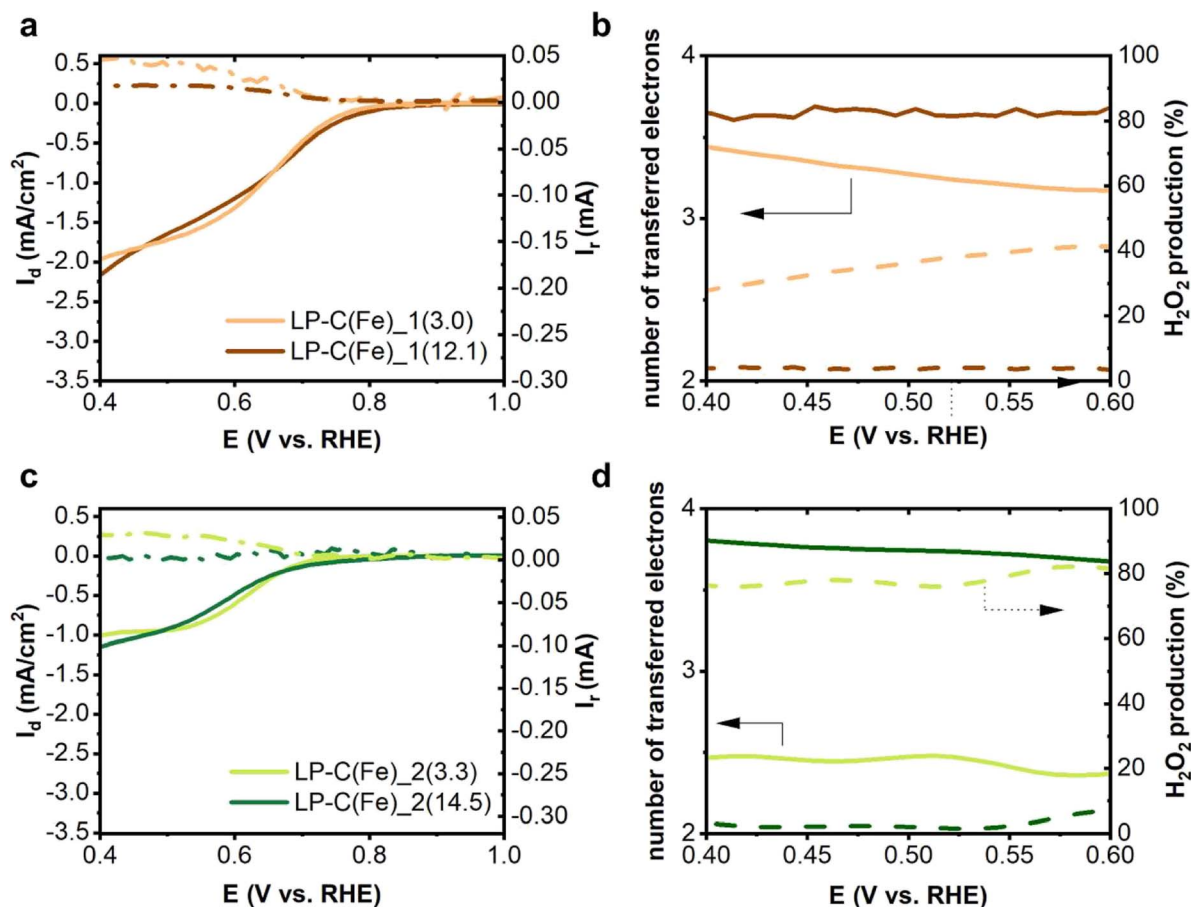 a
0.5
0.0
-0.5
-1.0
-1.5
-2.0
-2.5
-3.0
-3.5
I_d (mA/cm²)
0.05
0.00
-0.05
-0.10
-0.15
-0.20
-0.25
-0.30
I_r (mA)
LP-C(Fe)_1(3.0)
LP-C(Fe)_1(12.1)
0.4 0.6 0.8 1.0
E (V vs. RHE)
b
4
3
2
number of transferred electrons
100
80
60
40
20
0
H₂O₂ production (%)
0.40 0.45 0.50 0.55 0.60
E (V vs. RHE)
c
0.5
0.0
-0.5
-1.0
-1.5
-2.0
-2.5
-3.0
-3.5
I_d (mA/cm²)
0.05
0.00
-0.05
-0.10
-0.15
-0.20
-0.25
-0.30
I_r (mA)
LP-C(Fe)_2(3.3)
LP-C(Fe)_2(14.5)
0.4 0.6 0.8 1.0
E (V vs. RHE)
d
4
3
2
number of transferred electrons
100
80
60
40
20
0
H₂O₂ production (%)
0.40 0.45 0.50 0.55 0.60
E (V vs. RHE)